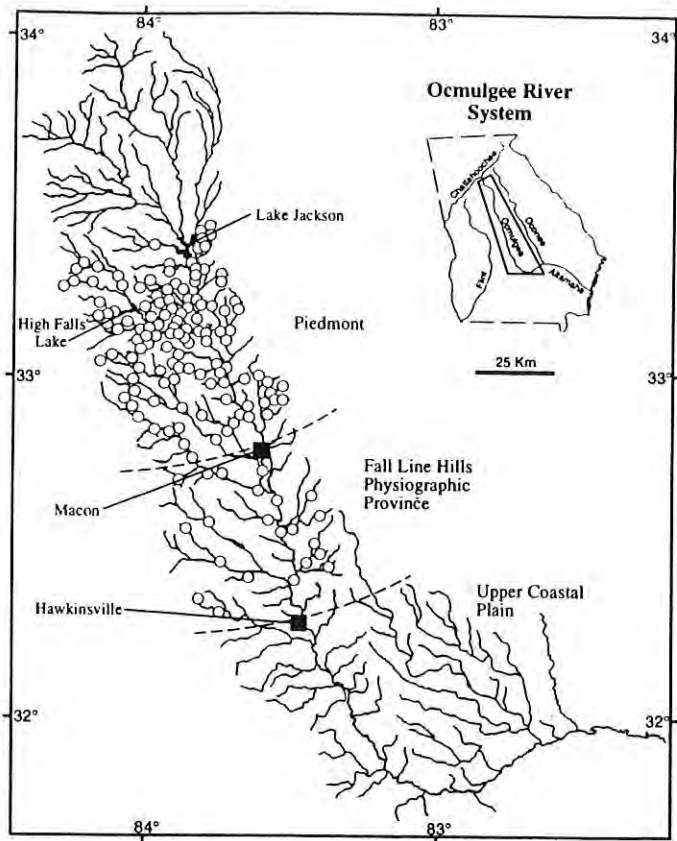 84°
83°
34°
34°
Ocmulgee River
System
Chattahoochee
Oconee
Ocmulgee
Flint
Altamaha
Lake Jackson
High Falls
Lake
Piedmont
25 Km
33°
33°
Macon
Fall Line Hills
Physiographic
Province
Hawkinsville
Upper Coastal
Plain
32°
32°
84°
83°